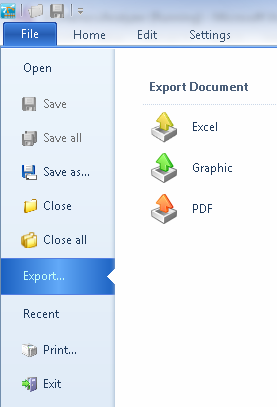 File Home Edit Settings
Open
Save
Save all
Save as...
Close
Close all
Export...
Recent
Print...
Exit
Export Document
Excel
Graphic
PDF